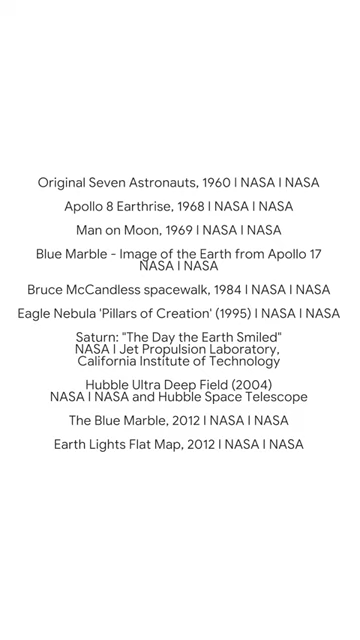 Original Seven Astronauts, 1960 | NASA | NASA
Apollo 8 Earthrise, 1968 | NASA | NASA
Man on Moon, 1969 | NASA | NASA
Blue Marble - Image of the Earth from Apollo 17
NASA | NASA
Bruce McCandless spacewalk, 1984 | NASA | NASA
Eagle Nebula 'Pillars of Creation' (1995) | NASA | NASA
Saturn: "The Day the Earth Smiled"
NASA | Jet Propulsion Laboratory,
California Institute of Technology
Hubble Ultra Deep Field (2004)
NASA | NASA and Hubble Space Telescope
The Blue Marble, 2012 | NASA | NASA
Earth Lights Flat Map, 2012 | NASA | NASA